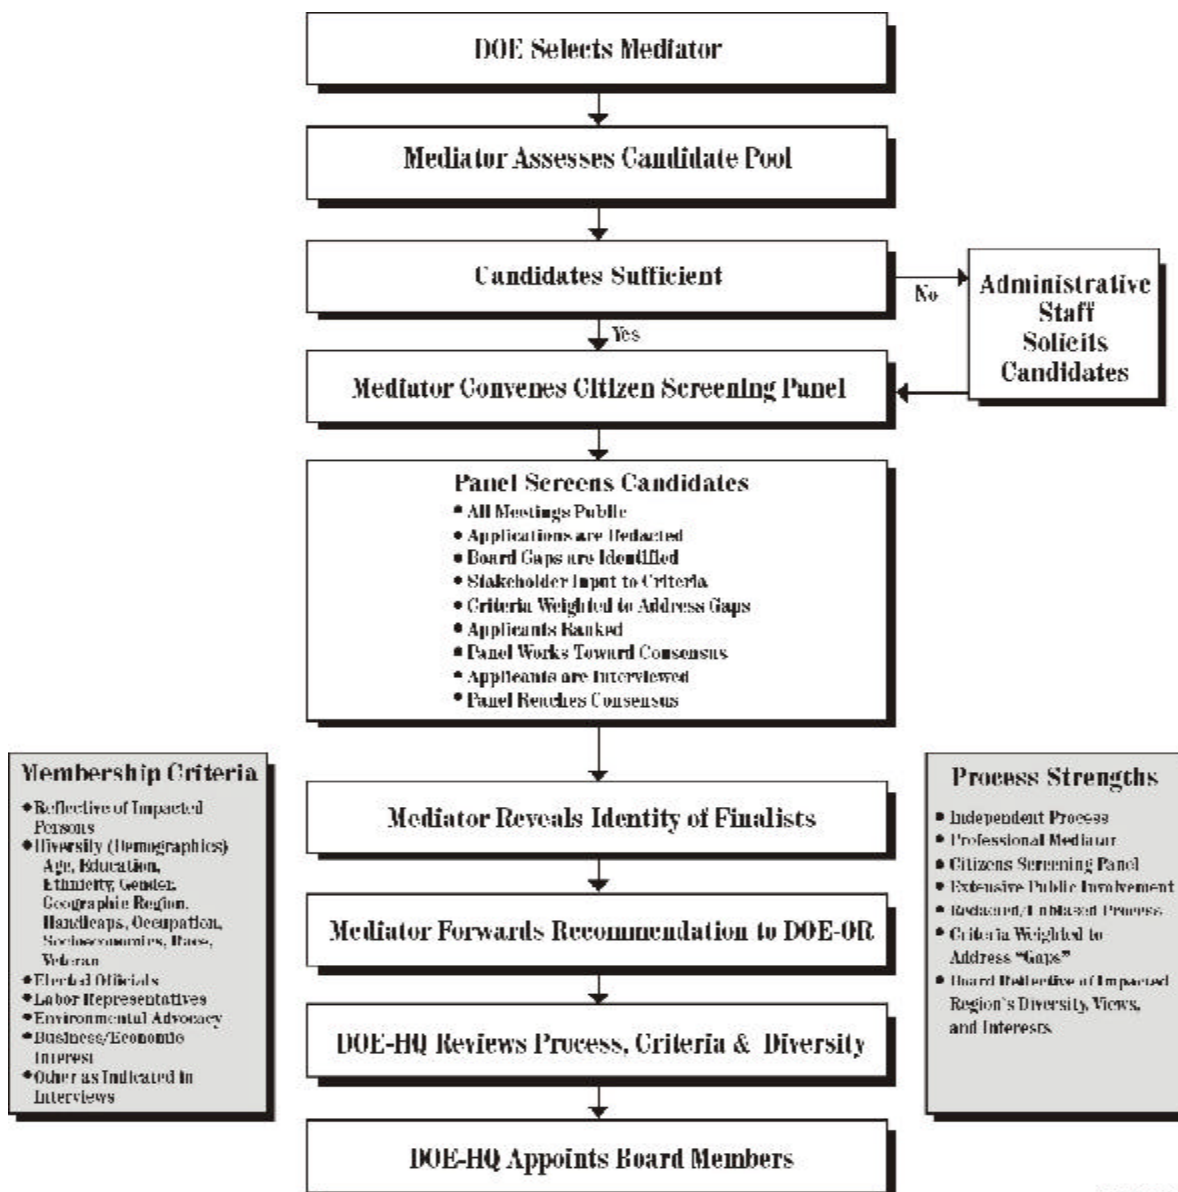 DOE Selects Mediator
Mediator Assesses Candidate Pool
Candidates Sufficient
No
Administrative
Staff
Solicits
Candidates
Yes
Mediator Convenes Citizen Screening Panel
Panel Screens Candidates
• All Meetings Public
• Applications are Redacted
• Board Gaps are Identified
• Stakeholder Input to Criteria
• Criteria Weighted to Address Gaps
• Applicants Ranked
• Panel Works Toward Consensus
• Applicants are Interviewed
• Panel Reaches Consensus
Membership Criteria
◆Reflective of Impacted
Persons
◆Diversity (Demographics)
Age, Education,
Ethnicity, Gender,
Geographic Region,
Handicaps, Occupation,
Socioeconomics, Race,
Veteran
◆Elected Officials
◆Labor Representatives
◆Environmental Advocacy
◆Business/Economic
Interest
◆Other as Indicated in
Interviews
Mediator Reveals Identity of Finalists
Mediator Forwards Recommendation to DOE-OR
DOE-HQ Reviews Process, Criteria & Diversity
DOE-HQ Appoints Board Members
Process Strengths
• Independent Process
• Professional Mediator
• Citizens Screening Panel
• Extensive Public Involvement
• Redacted/Unbiased Process
• Criteria Weighted to
Address “Gaps”
• Board Reflective of Impacted
Region's Diversity, Views,
and Interests